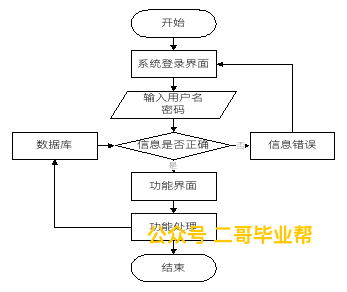 开始
系统登录界面
输入用户名
密码
数据库
信息是否正确
否
信息错误
是
功能界面
功能处理
公众号 二哥毕业帮
结束